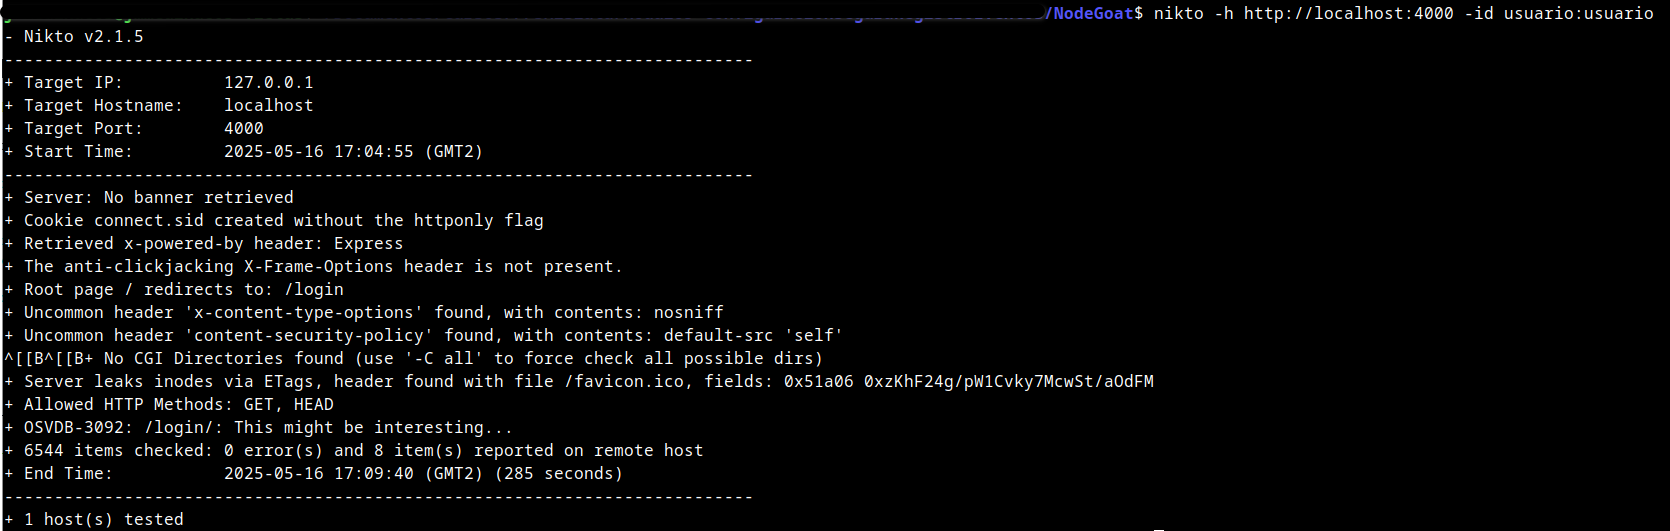 /NodeGoat$ nikto -h http://localhost:4000 -id usuario:usuario
- Nikto v2.1.5
---------------------------------------------------------------------------
+ Target IP:          127.0.0.1
+ Target Hostname:    localhost
+ Target Port:        4000
+ Start Time:         2025-05-16 17:04:55 (GMT2)
---------------------------------------------------------------------------
+ Server: No banner retrieved
+ Cookie connect.sid created without the httponly flag
+ Retrieved x-powered-by header: Express
+ The anti-clickjacking X-Frame-Options header is not present.
+ Root page / redirects to: /login
+ Uncommon header 'x-content-type-options' found, with contents: nosniff
+ Uncommon header 'content-security-policy' found, with contents: default-src 'self'
^[[B^[[B+ No CGI Directories found (use '-C all' to force check all possible dirs)
+ Server leaks inodes via ETags, header found with file /favicon.ico, fields: 0x51a06 0xzKhF24g/pW1Cvky7McwSt/aOdFM
+ Allowed HTTP Methods: GET, HEAD
+ OSVDB-3092: /login/: This might be interesting...
+ 6544 items checked: 0 error(s) and 8 item(s) reported on remote host
+ End Time:           2025-05-16 17:09:40 (GMT2) (285 seconds)
---------------------------------------------------------------------------
+ 1 host(s) tested